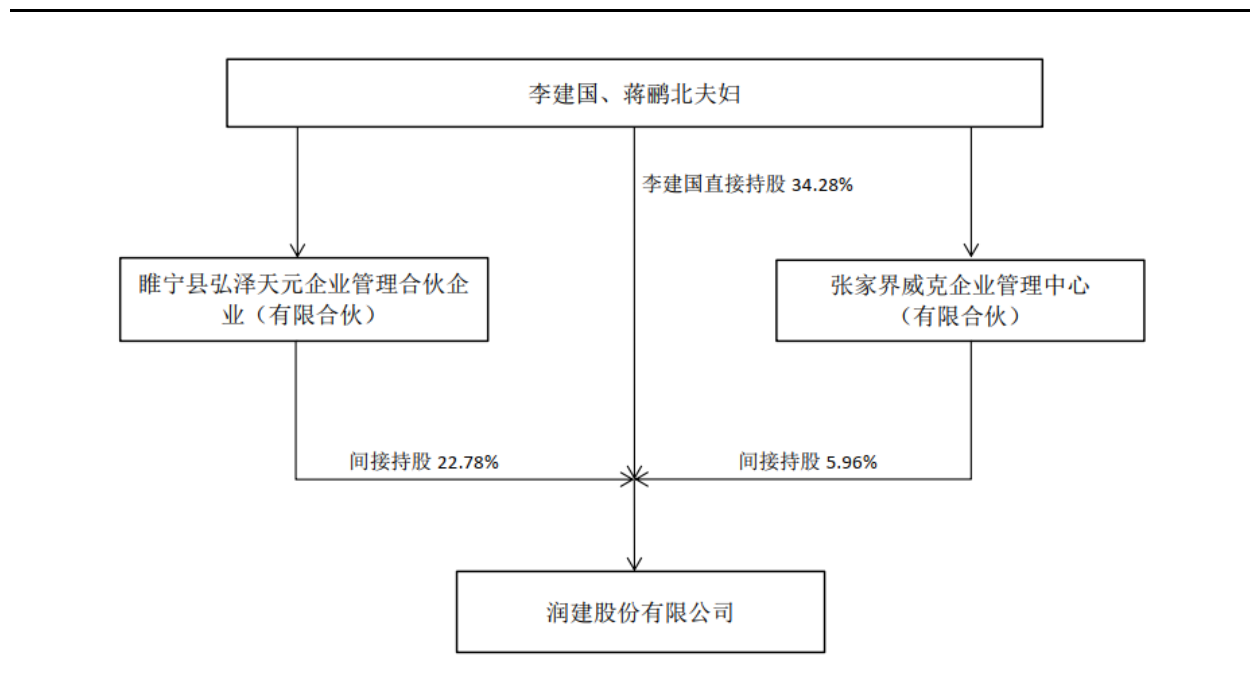 李建国、蒋鹂北夫妇
李建国直接持股 34.28%
睢宁县弘泽天元企业管理合伙企
业（有限合伙）
张家界威克企业管理中心
（有限合伙）
间接持股 22.78%
间接持股 5.96%
润建股份有限公司